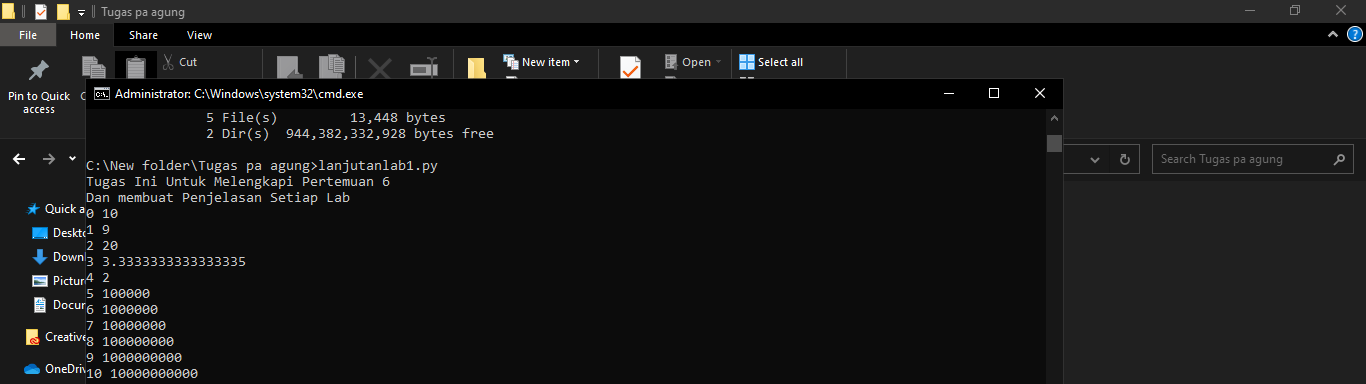 Tugas pa agung
File Home Share View
Cut
New item
Open
Select all
Pin to Quick
access
Administrator: C:\Windows\system32\cmd.exe
5 File(s) 13,448 bytes
2 Dir(s) 944,382,332,928 bytes free
C:\New folder\Tugas pa agung>lanjutanlab1.py
Search Tugas pa agung
Tugas Ini Untuk Melengkapi Pertemuan 6
Dan membuat Penjelasan Setiap Lab
Quick a
0 10
1 9
Deskt
2 20
Down
3 3.3333333333333335
4 2
Pictur
5 100000
Docur
6 1000000
7 10000000
Creative
8 100000000
9 1000000000
OneDriv
10 10000000000